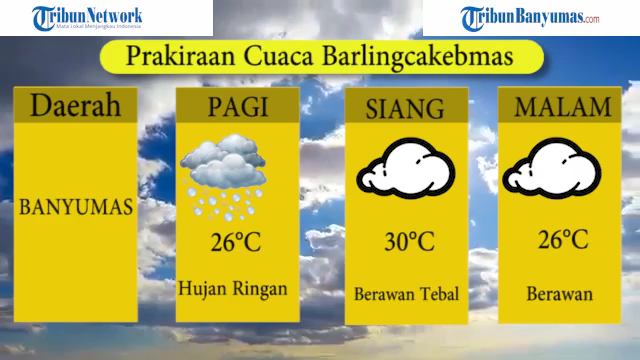 TribunNetwork
Mata Lokal Menjangkau Indonesia
TribunBanyumas.com
Prakiraan Cuaca Barlingcakebmas
Daerah
BANYUMAS
PAGI
26°C
Hujan Ringan
SIANG
30°C
Berawan Tebal
MALAM
26°C
Berawan